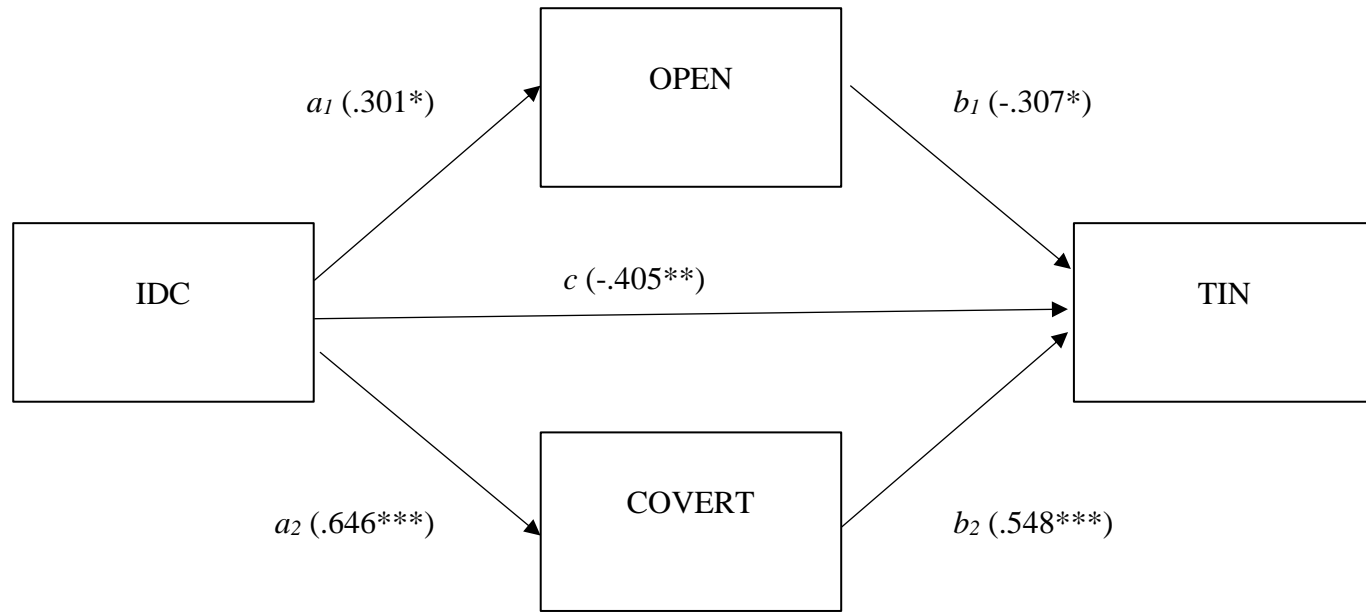 OPEN
a1 (.301*)
b1 (-.307*)
IDC
c (-.405**)
TIN
COVERT
a2 (.646***)
b2 (.548***)